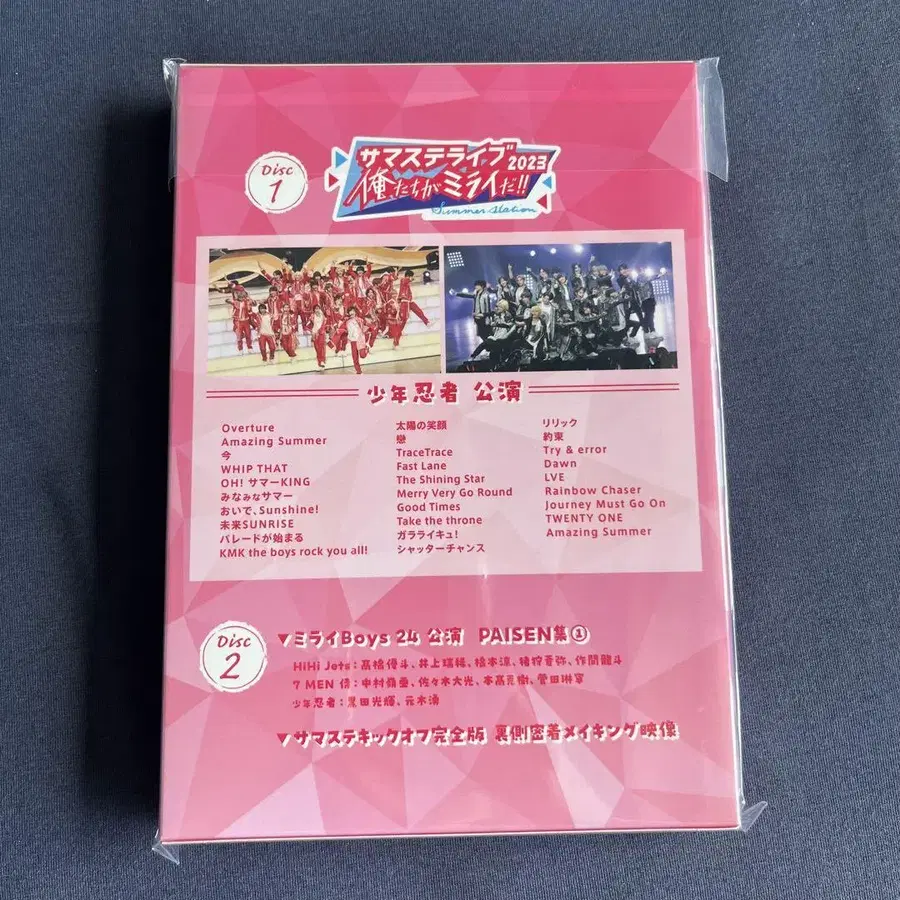 Disc
1
サマステライブ
2023
俺たちがミライだ!!
Summer Station
少年忍者 公演
Overture
Amazing Summer
今
WHIP THAT
OH! サマーKING
みなみなサマー
おいで、Sunshine!
未来SUNRISE
パレードが始まる
KMK the boys rock you all!
太陽の笑顔
戀
TraceTrace
Fast Lane
The Shining Star
Merry Very Go Round
Good Times
Take the throne
ガラライキュ!
シャッターチャンス
リリック
約束
Try & error
Dawn
LVE
Rainbow Chaser
Journey Must Go On
TWENTY ONE
Amazing Summer
Disc
2
▼ミライBoys 24 公演 PAISEN集①
HiHi Jets:髙橋優斗、井上瑞稀、橋本涼、猪狩蒼弥、作間龍斗
7 MEN 侍:中村嶺亜、佐々木大光、本髙克樹、菅田琳寧
少年忍者:黒田光輝、元木湧
▼サマステキックオフ完全版 裏側密着メイキング映像